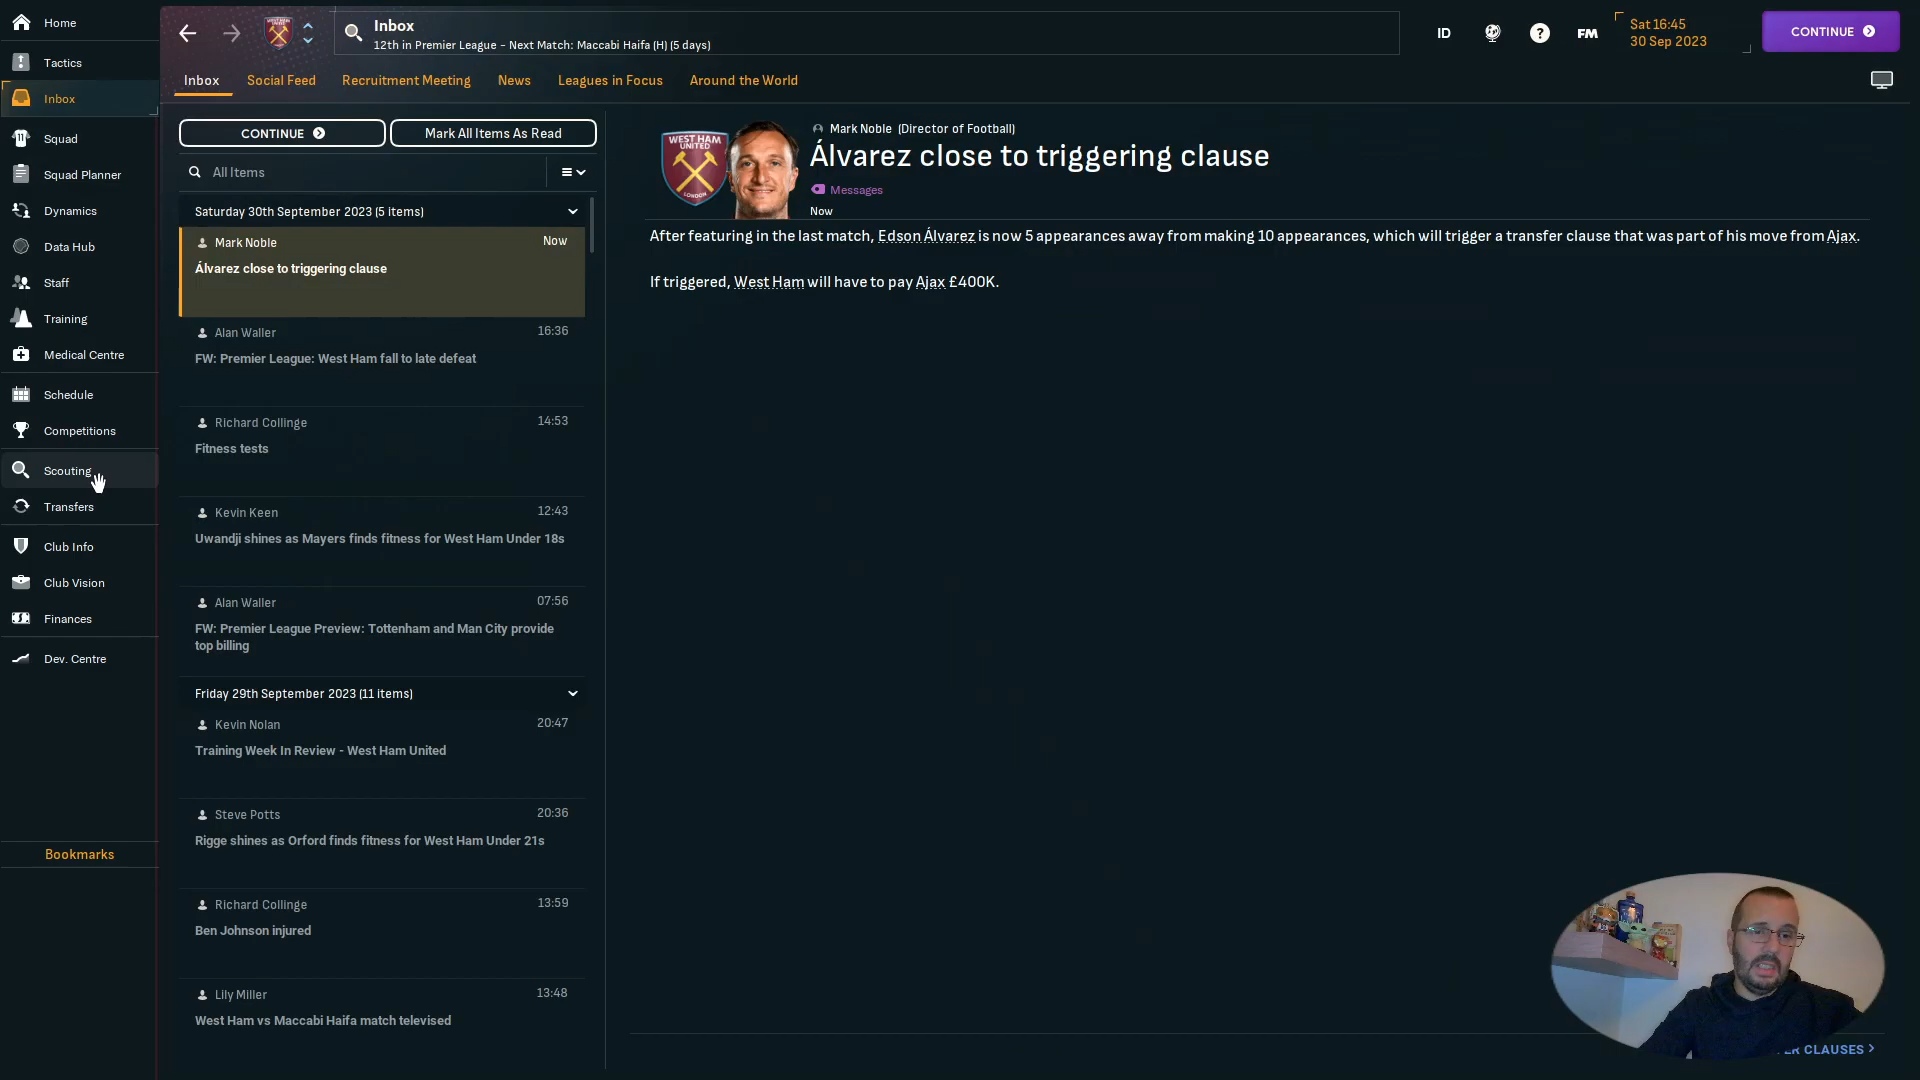 Home
Tactics
Inbox
Squad
Squad Planner
Dynamics
Data Hub
Staff
Training
Medical Centre
Schedule
Competitions
Scouting
Transfers
Club Info
Club Vision
Finances
Dev. Centre
Bookmarks
Inbox
12th in Premier League - Next Match: Maccabi Haifa (H) (5 days)
ID
?
FM
Sat 16:45
30 Sep 2023
CONTINUE
Inbox Social Feed Recruitment Meeting News Leagues in Focus Around the World
CONTINUE Mark All Items As Read
All Items
Saturday 30th September 2023 (5 items)
Mark Noble Now
Álvarez close to triggering clause
Alan Waller 16:36
FW: Premier League: West Ham fall to late defeat
Richard Collinge 14:53
Fitness tests
Kevin Keen 12:43
Uwandji shines as Mayers finds fitness for West Ham Under 18s
Alan Waller 07:56
FW: Premier League Preview: Tottenham and Man City provide
top billing
Friday 29th September 2023 (11 items)
Kevin Nolan 20:47
Training Week In Review - West Ham United
Steve Potts 20:36
Rigge shines as Orford finds fitness for West Ham Under 21s
Richard Collinge 13:59
Ben Johnson injured
Lily Miller 13:48
West Ham vs Maccabi Haifa match televised
WEST HAM
UNITED
LONDON
Mark Noble (Director of Football)
Álvarez close to triggering clause
Messages
Now
After featuring in the last match, Edson Álvarez is now 5 appearances away from making 10 appearances, which will trigger a transfer clause that was part of his move from Ajax.
If triggered, West Ham will have to pay Ajax £400K.
CLAUSES